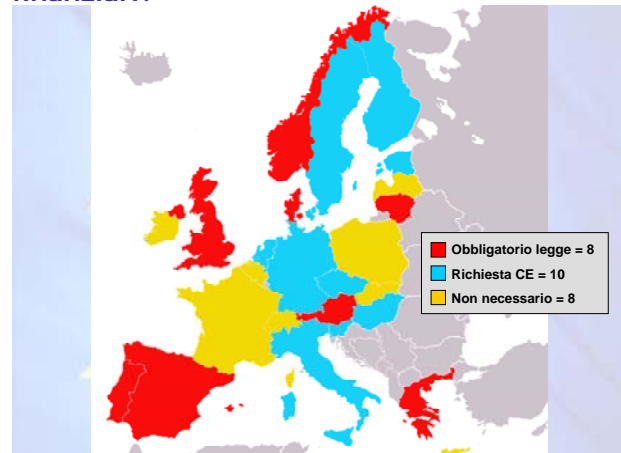 Obbligatorio legge = 8
Richiesta CE = 10
Non necessario = 8